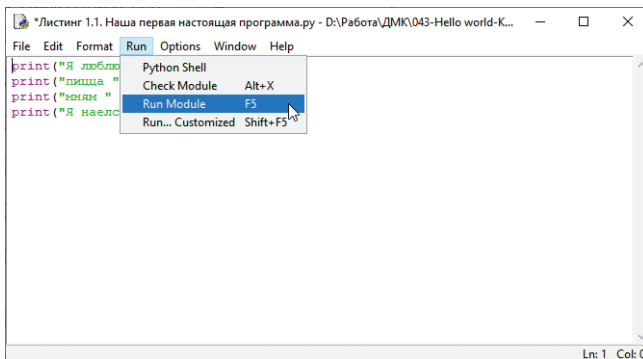 *Листинг 1.1. Наша первая настоящая программа.py - D:\Работа\ДМК\043-Hello world-К...
File Edit Format Run Options Window Help
print("Я люблю
print("пицца "
print("мням "
print("Я наелс
Python Shell
Check Module Alt+X
Run Module F5
Run... Customized Shift+F5
Ln: 1 Col: 0